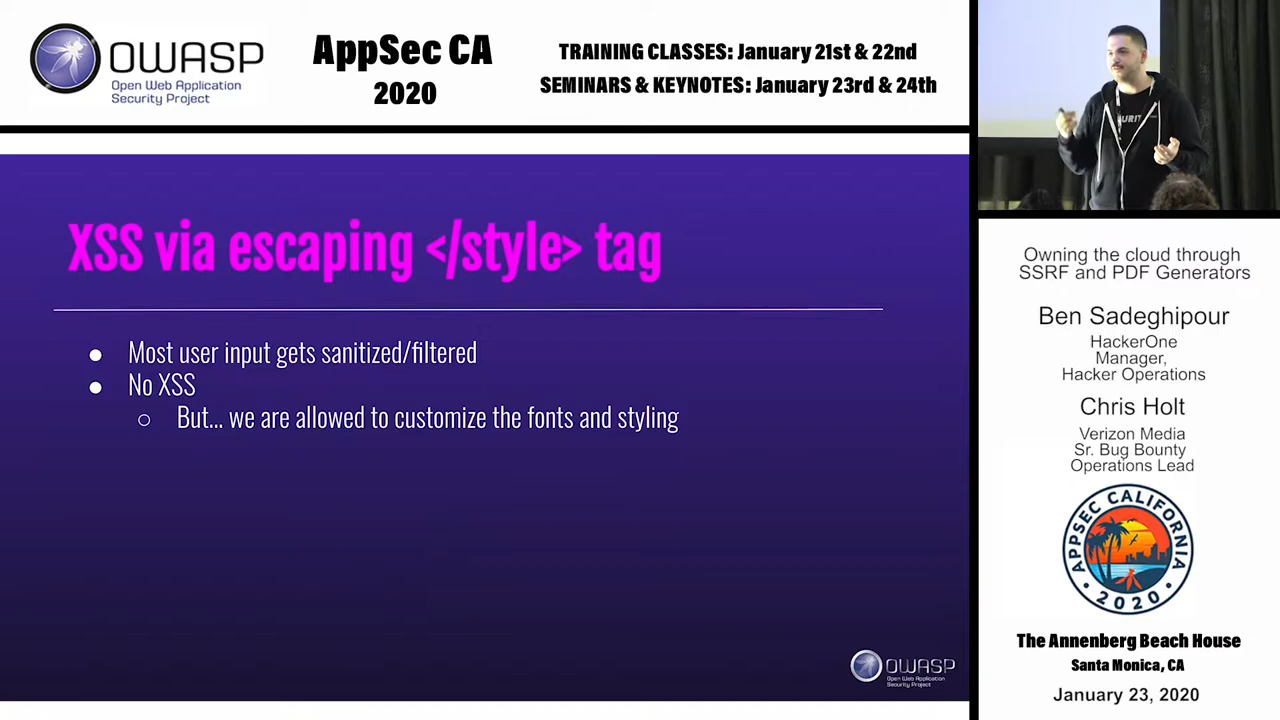 OWASP
Open Web Application
Security Project
AppSec CA
2020
TRAINING CLASSES: January 21st & 22nd
SEMINARS & KEYNOTES: January 23rd & 24th
XSS via escaping </style> tag
● Most user input gets sanitized/filtered
● No XSS
○ But... we are allowed to customize the fonts and styling
OWASP
Open Web Application
Security Project
Owning the cloud through
SSRF and PDF Generators
Ben Sadeghipour
HackerOne
Manager,
Hacker Operations
Chris Holt
Verizon Media
Sr. Bug Bounty
Operations Lead
APPSEC CALIFORNIA
• 2020 •
The Annenberg Beach House
Santa Monica, CA
January 23, 2020